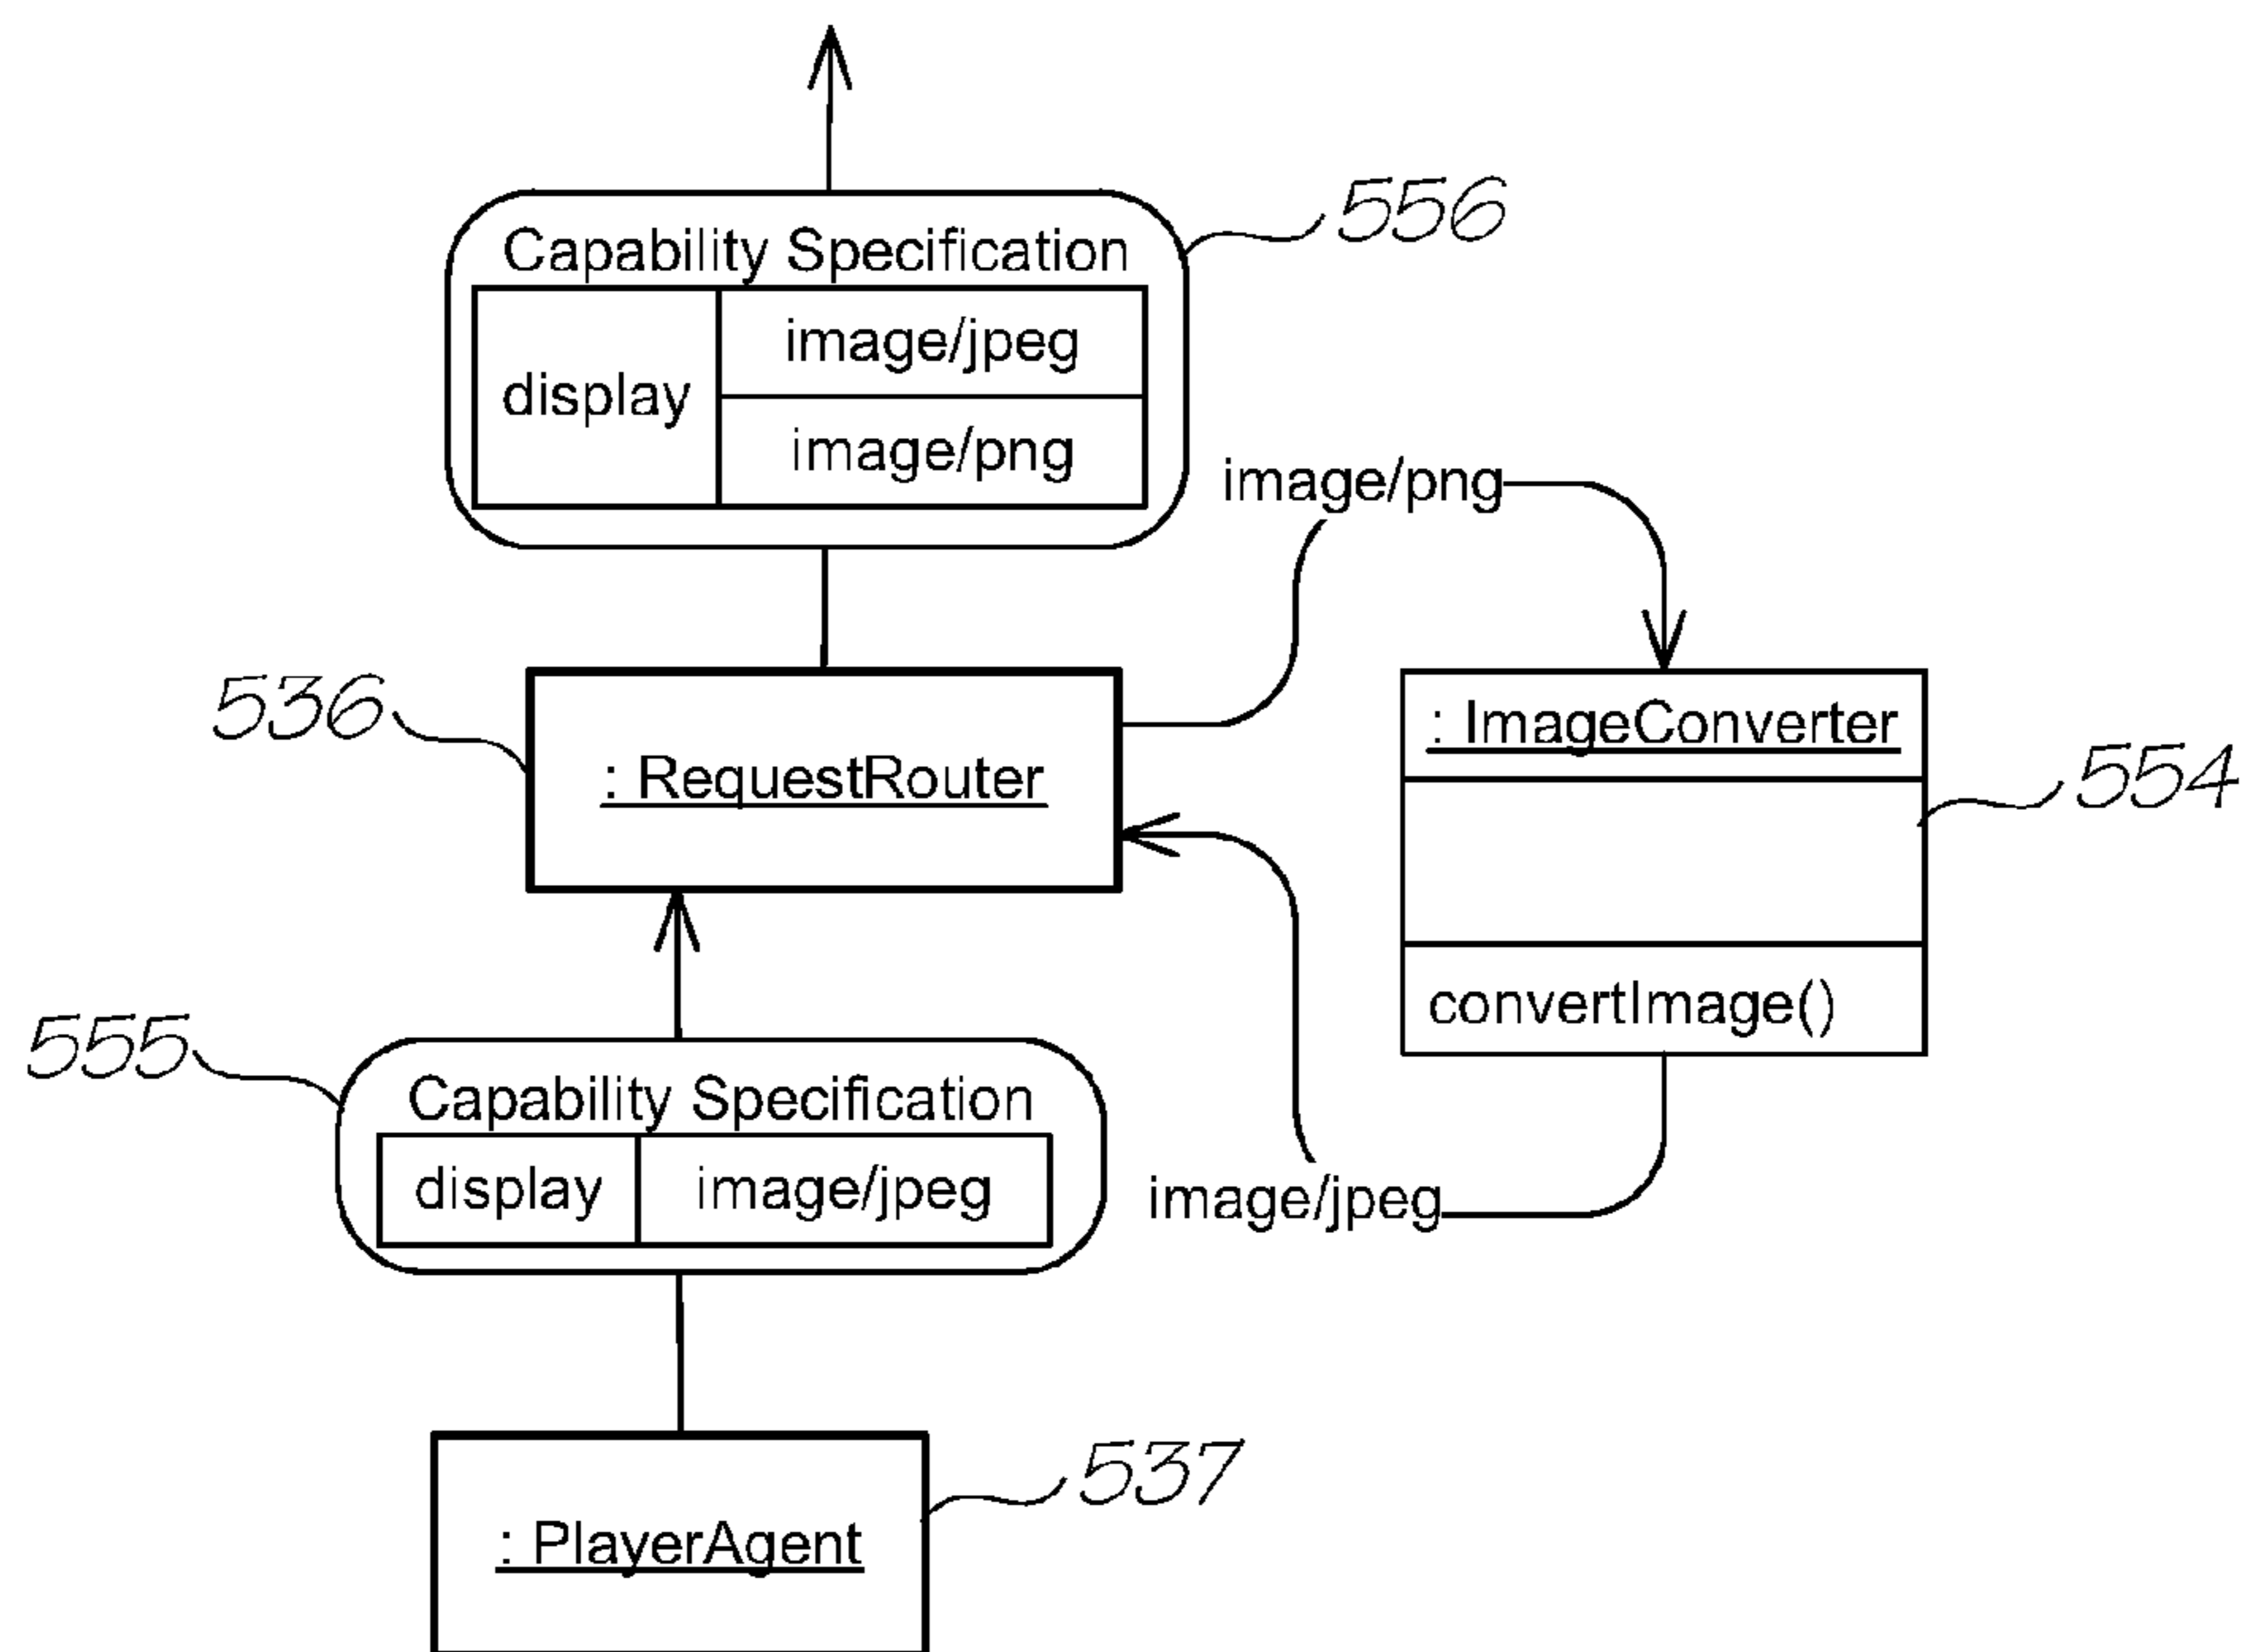 Capability Specification
556
display
image/jpeg
image/png
image/png
536
: RequestRouter
: ImageConverter
554
convertImage()
555
Capability Specification
display
image/jpeg
image/jpeg
537
: PlayerAgent